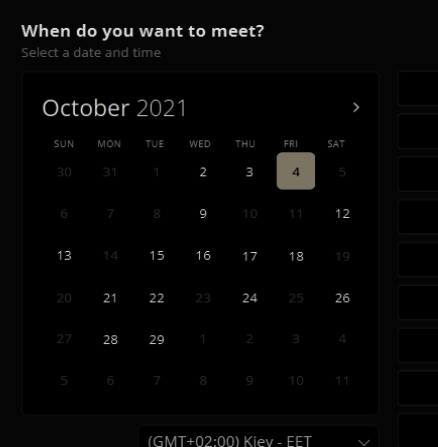 When do you want to meet?
Select a date and time
October 2021
SUN MON TUE WED THU FRI SAT
30 31 1 2 3 4 5
6 7 8 9 10 11 12
13 14 15 16 17 18 19
20 21 22 23 24 25 26
27 28 29 1 2 3 4
5 6 7 8 9 10 11
(GMT+02:00) Kiev - EET